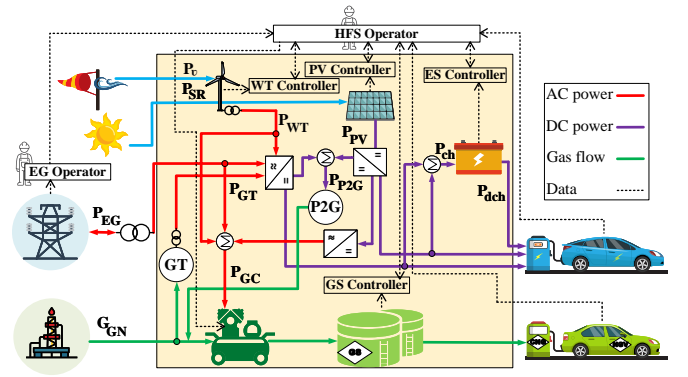 HFS Operator
P_U
P_SR
WT Controller
PV Controller
ES Controller
AC power
DC power
Gas flow
Data
P_WT
P_PV
P_ch
P_dch
EG Operator
P_GT
P_P2G
P2G
P_EG
GT
P_GC
GS Controller
G_GN
GS
CNG
NGV